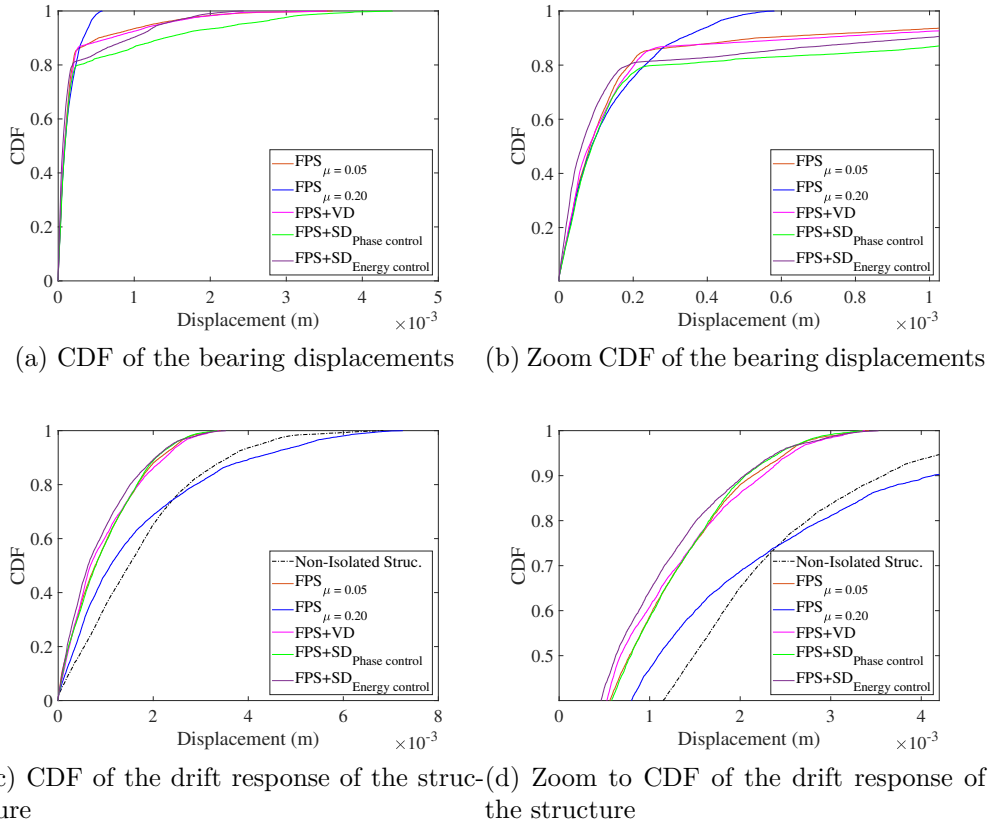 1
0.8
0.6
0.4
0.2
0
CDF
FPS μ = 0.05
FPS μ = 0.20
FPS+VD
FPS+SD Phase control
FPS+SD Energy control
0 1 2 3 4 5
Displacement (m) ×10-3
(a) CDF of the bearing displacements
1
0.8
0.6
0.4
0.2
0
CDF
FPS μ = 0.05
FPS μ = 0.20
FPS+VD
FPS+SD Phase control
FPS+SD Energy control
0 0.2 0.4 0.6 0.8 1
Displacement (m) ×10-3
(b) Zoom CDF of the bearing displacements
1
0.8
0.6
0.4
0.2
0
CDF
Non-Isolated Struc.
FPS μ = 0.05
FPS μ = 0.20
FPS+VD
FPS+SD Phase control
FPS+SD Energy control
0 2 4 6 8
Displacement (m) ×10-3
c) CDF of the drift response of the struc-
ure
1
0.9
0.8
0.7
0.6
0.5
CDF
Non-Isolated Struc.
FPS μ = 0.05
FPS μ = 0.20
FPS+VD
FPS+SD Phase control
FPS+SD Energy control
0 1 2 3 4
Displacement (m) ×10-3
(d) Zoom to CDF of the drift response of
the structure